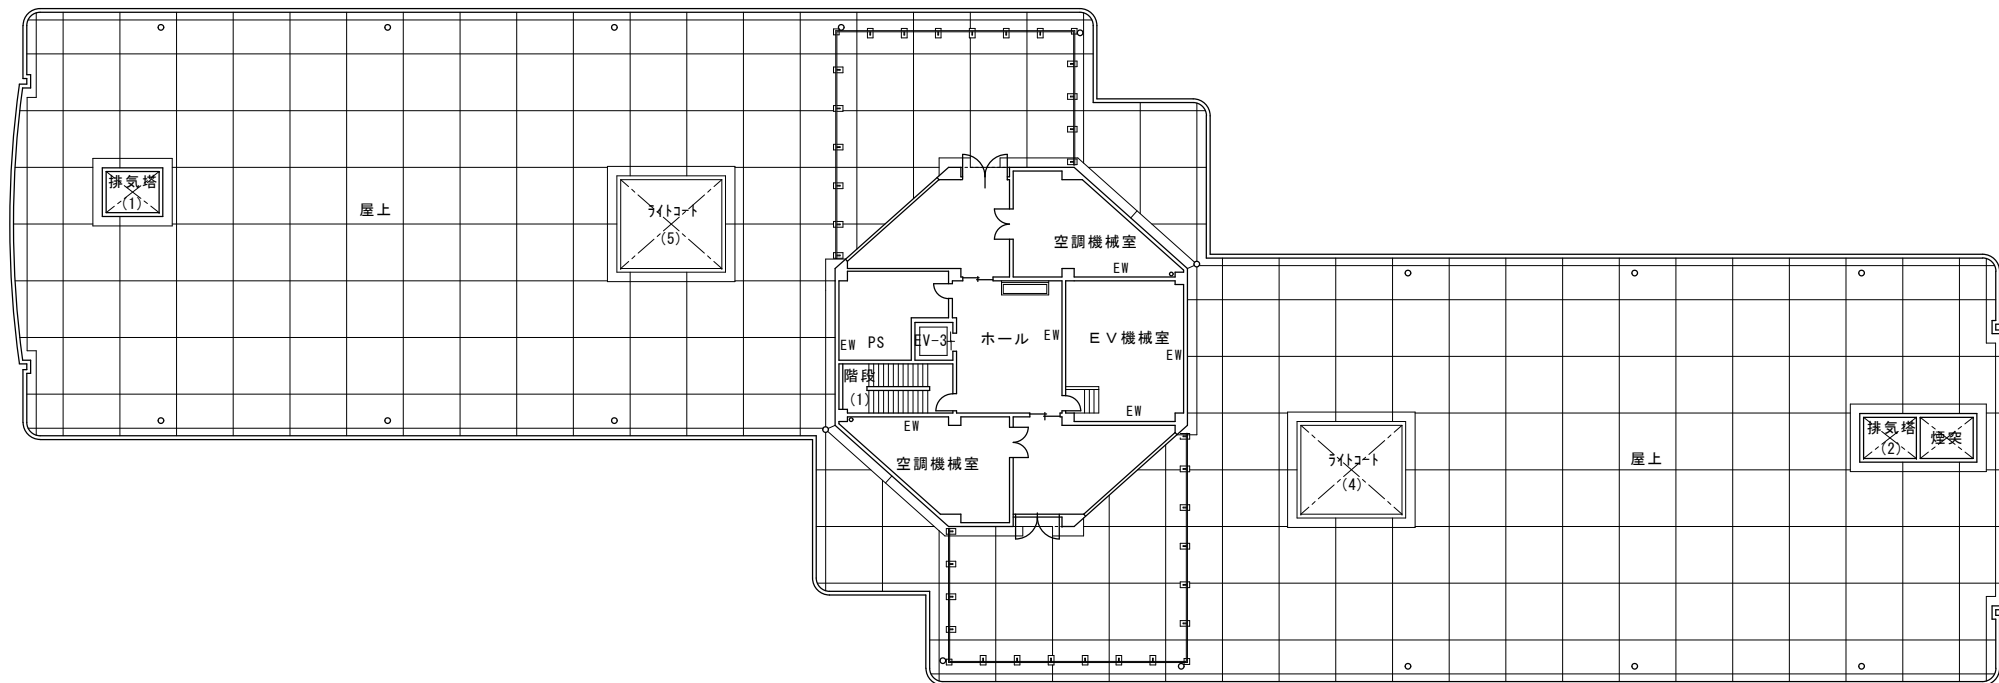 排気塔
(1)
屋上
ライトコート
(5)
空調機械室
EW
EW PS
EV-3
ホール
EW
EV機械室
EW
階段
(1)
EW
EW
空調機械室
ライトコート
(4)
屋上
排気塔
(2)
煙突